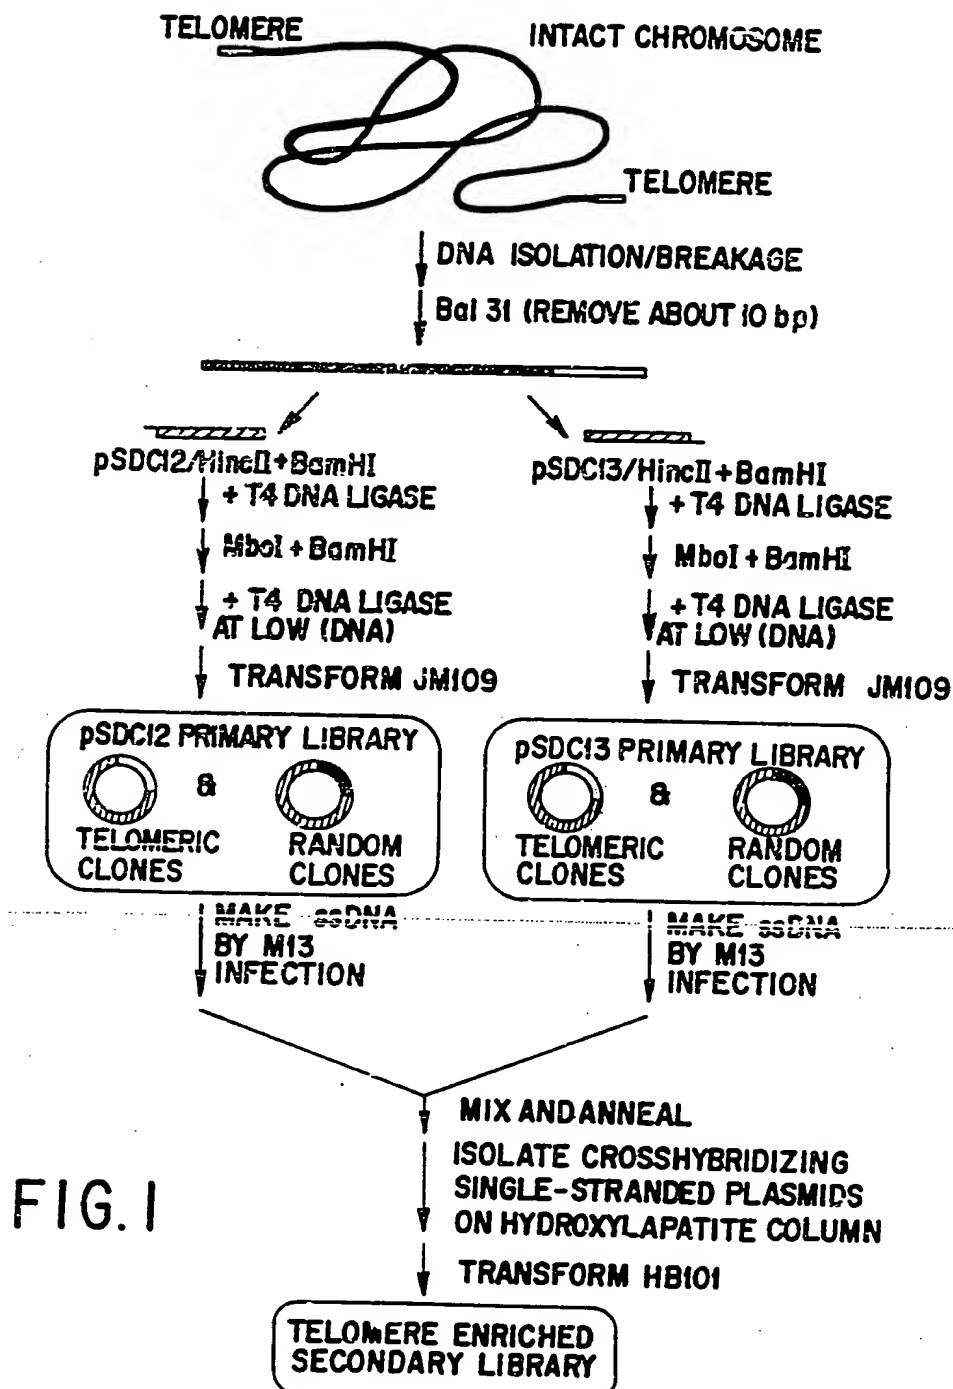 TELOMERE
INTACT CHROMOSOME
TELOMERE
DNA ISOLATION/BREAKAGE
Bal 31 (REMOVE ABOUT 10 bp)
pSDC12/HincII+BamHI
+ T4 DNA LIGASE
MboI + BamHI
+ T4 DNA LIGASE
AT LOW (DNA)
TRANSFORM JM109
pSDC13/HincII+BamHI
+ T4 DNA LIGASE
MboI + BamHI
+ T4 DNA LIGASE
AT LOW (DNA)
TRANSFORM JM109
pSDC12 PRIMARY LIBRARY
&
TELOMERIC
CLONES
RANDOM
CLONES
pSDC13 PRIMARY LIBRARY
&
TELOMERIC
CLONES
RANDOM
CLONES
MAKE ssDNA
BY M13
INFECTION
MAKE ssDNA
BY M13
INFECTION
MIX AND ANNEAL
ISOLATE CROSSHYBRIDIZING
SINGLE-STRANDED PLASMIDS
ON HYDROXYLAPATITE COLUMN
TRANSFORM HB101
TELOMERE ENRICHED
SECONDARY LIBRARY
FIG. 1